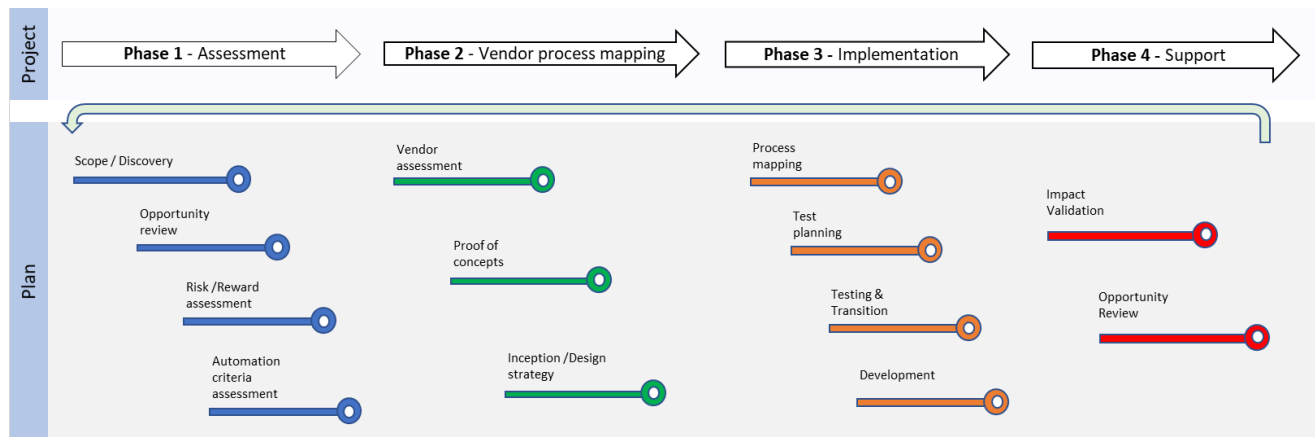 Project
Phase 1 - Assessment
Phase 2 - Vendor process mapping
Phase 3 - Implementation
Phase 4 - Support
Plan
Scope / Discovery
Opportunity
review
Risk /Reward
assessment
Automation
criteria
assessment
Vendor
assessment
Proof of
concepts
Inception /Design
strategy
Process
mapping
Test
planning
Testing &
Transition
Development
Impact
Validation
Opportunity
Review